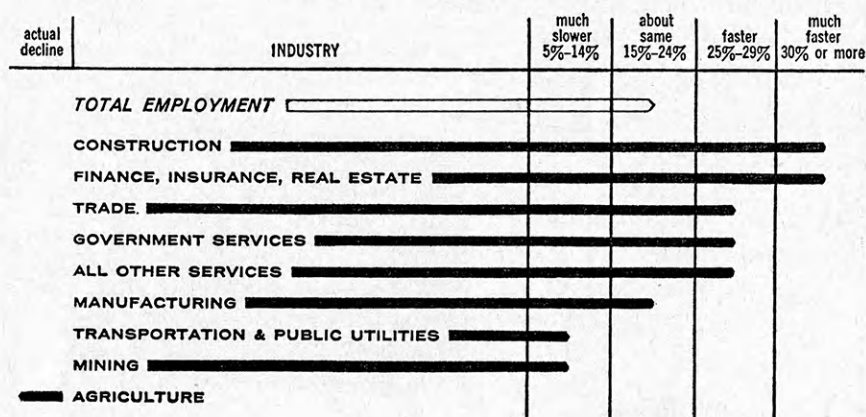 actual decline
INDUSTRY
much slower 5%–14%
about same 15%–24%
faster 25%–29%
much faster 30% or more
TOTAL EMPLOYMENT
CONSTRUCTION
FINANCE, INSURANCE, REAL ESTATE
TRADE.
GOVERNMENT SERVICES
ALL OTHER SERVICES
MANUFACTURING
TRANSPORTATION & PUBLIC UTILITIES
MINING
AGRICULTURE